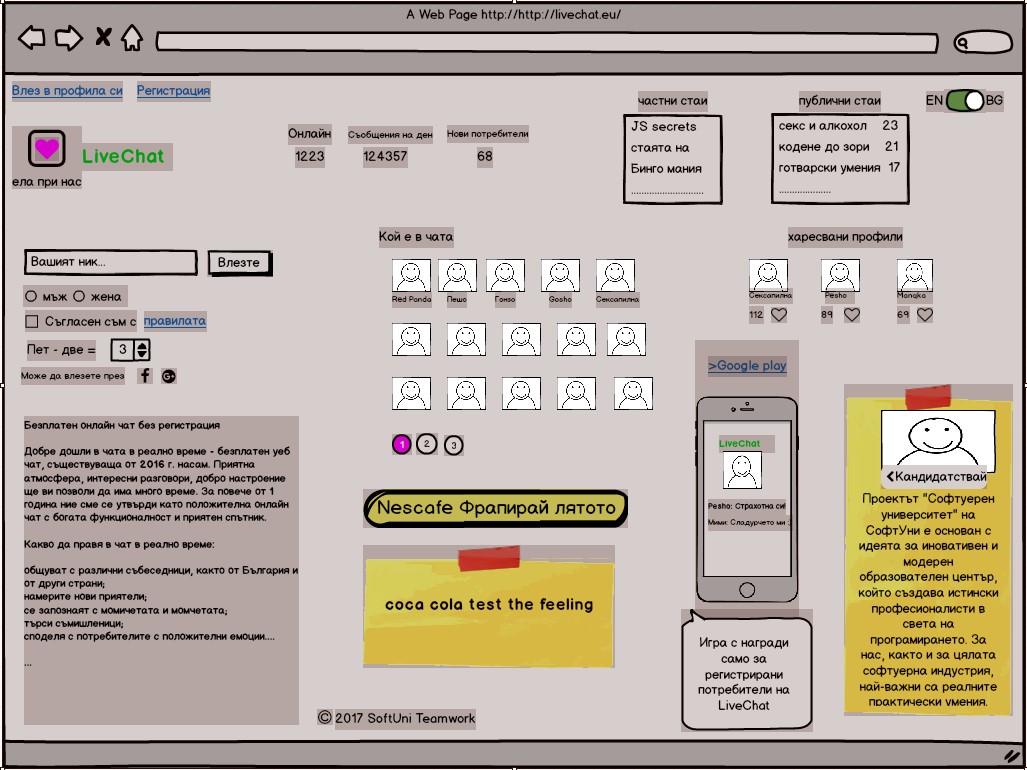 A Web Page http://http://livechat.eu/
Влез в профила си
Регистрация
LiveChat
ела при нас
Онлайн
1223
Съобщения на ден
124357
Нови потребители
68
частни стаи
JS secrets
стаята на
Бинго мания
............................
публични стаи
секс и алкохол 23
кодене до зори 21
готварски умения 17
....................
EN
BG
Вашият ник...
Влезте
мъж
жена
Съгласен съм с правилата
Пет - две =
3
Може да влезете през
f
G+
Кой е в чата
Red Panda
Пешо
Гонзо
Gosho
Сексапилна
1
2
3
харесвани профили
Сексапилна
Pesho
Manqka
112
89
69
Безплатен онлайн чат без регистрация
Добре дошли в чата в реално време - безплатен уеб
чат, съществуваща от 2016 г. насам. Приятна
атмосфера, интересни разговори, добро настроение
ще ви позволи да има много време. За повече от 1
година ние сме се утвърди като положителна онлайн
чат с богата функционалност и приятен спътник.
Какво да правя в чат в реално време:
общуват с различни събеседници, както от България и
от други страни;
намерите нови приятели;
се запознаят с момичетата и момчетата;
търси съмишленици;
споделя с потребителите с положителни емоции....
...
Nescafe Фрапирай лятото
coca cola test the feeling
© 2017 SoftUni Teamwork
>Google play
LiveChat
Pesho: Страхотна си!
Мими: Сладурчето ми :
Игра с награди
само за
регистрирани
потребители на
LiveChat
Кандидатствай
Проектът "Софтуерен
университет" на
СофтУни е основан с
идеята за иновативен и
модерен
образователен център,
който създава истински
професионалисти в
света на
програмирането. За
нас, както и за цялата
софтуерна индустрия,
най-важни са реалните
практически умения.